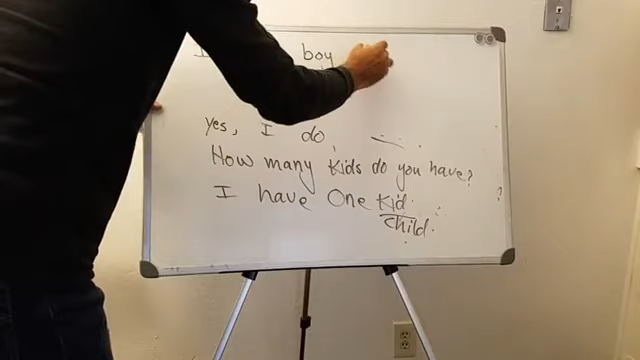 I boy
yes, I do
How many kids do you have?
I have One Kid.
child.